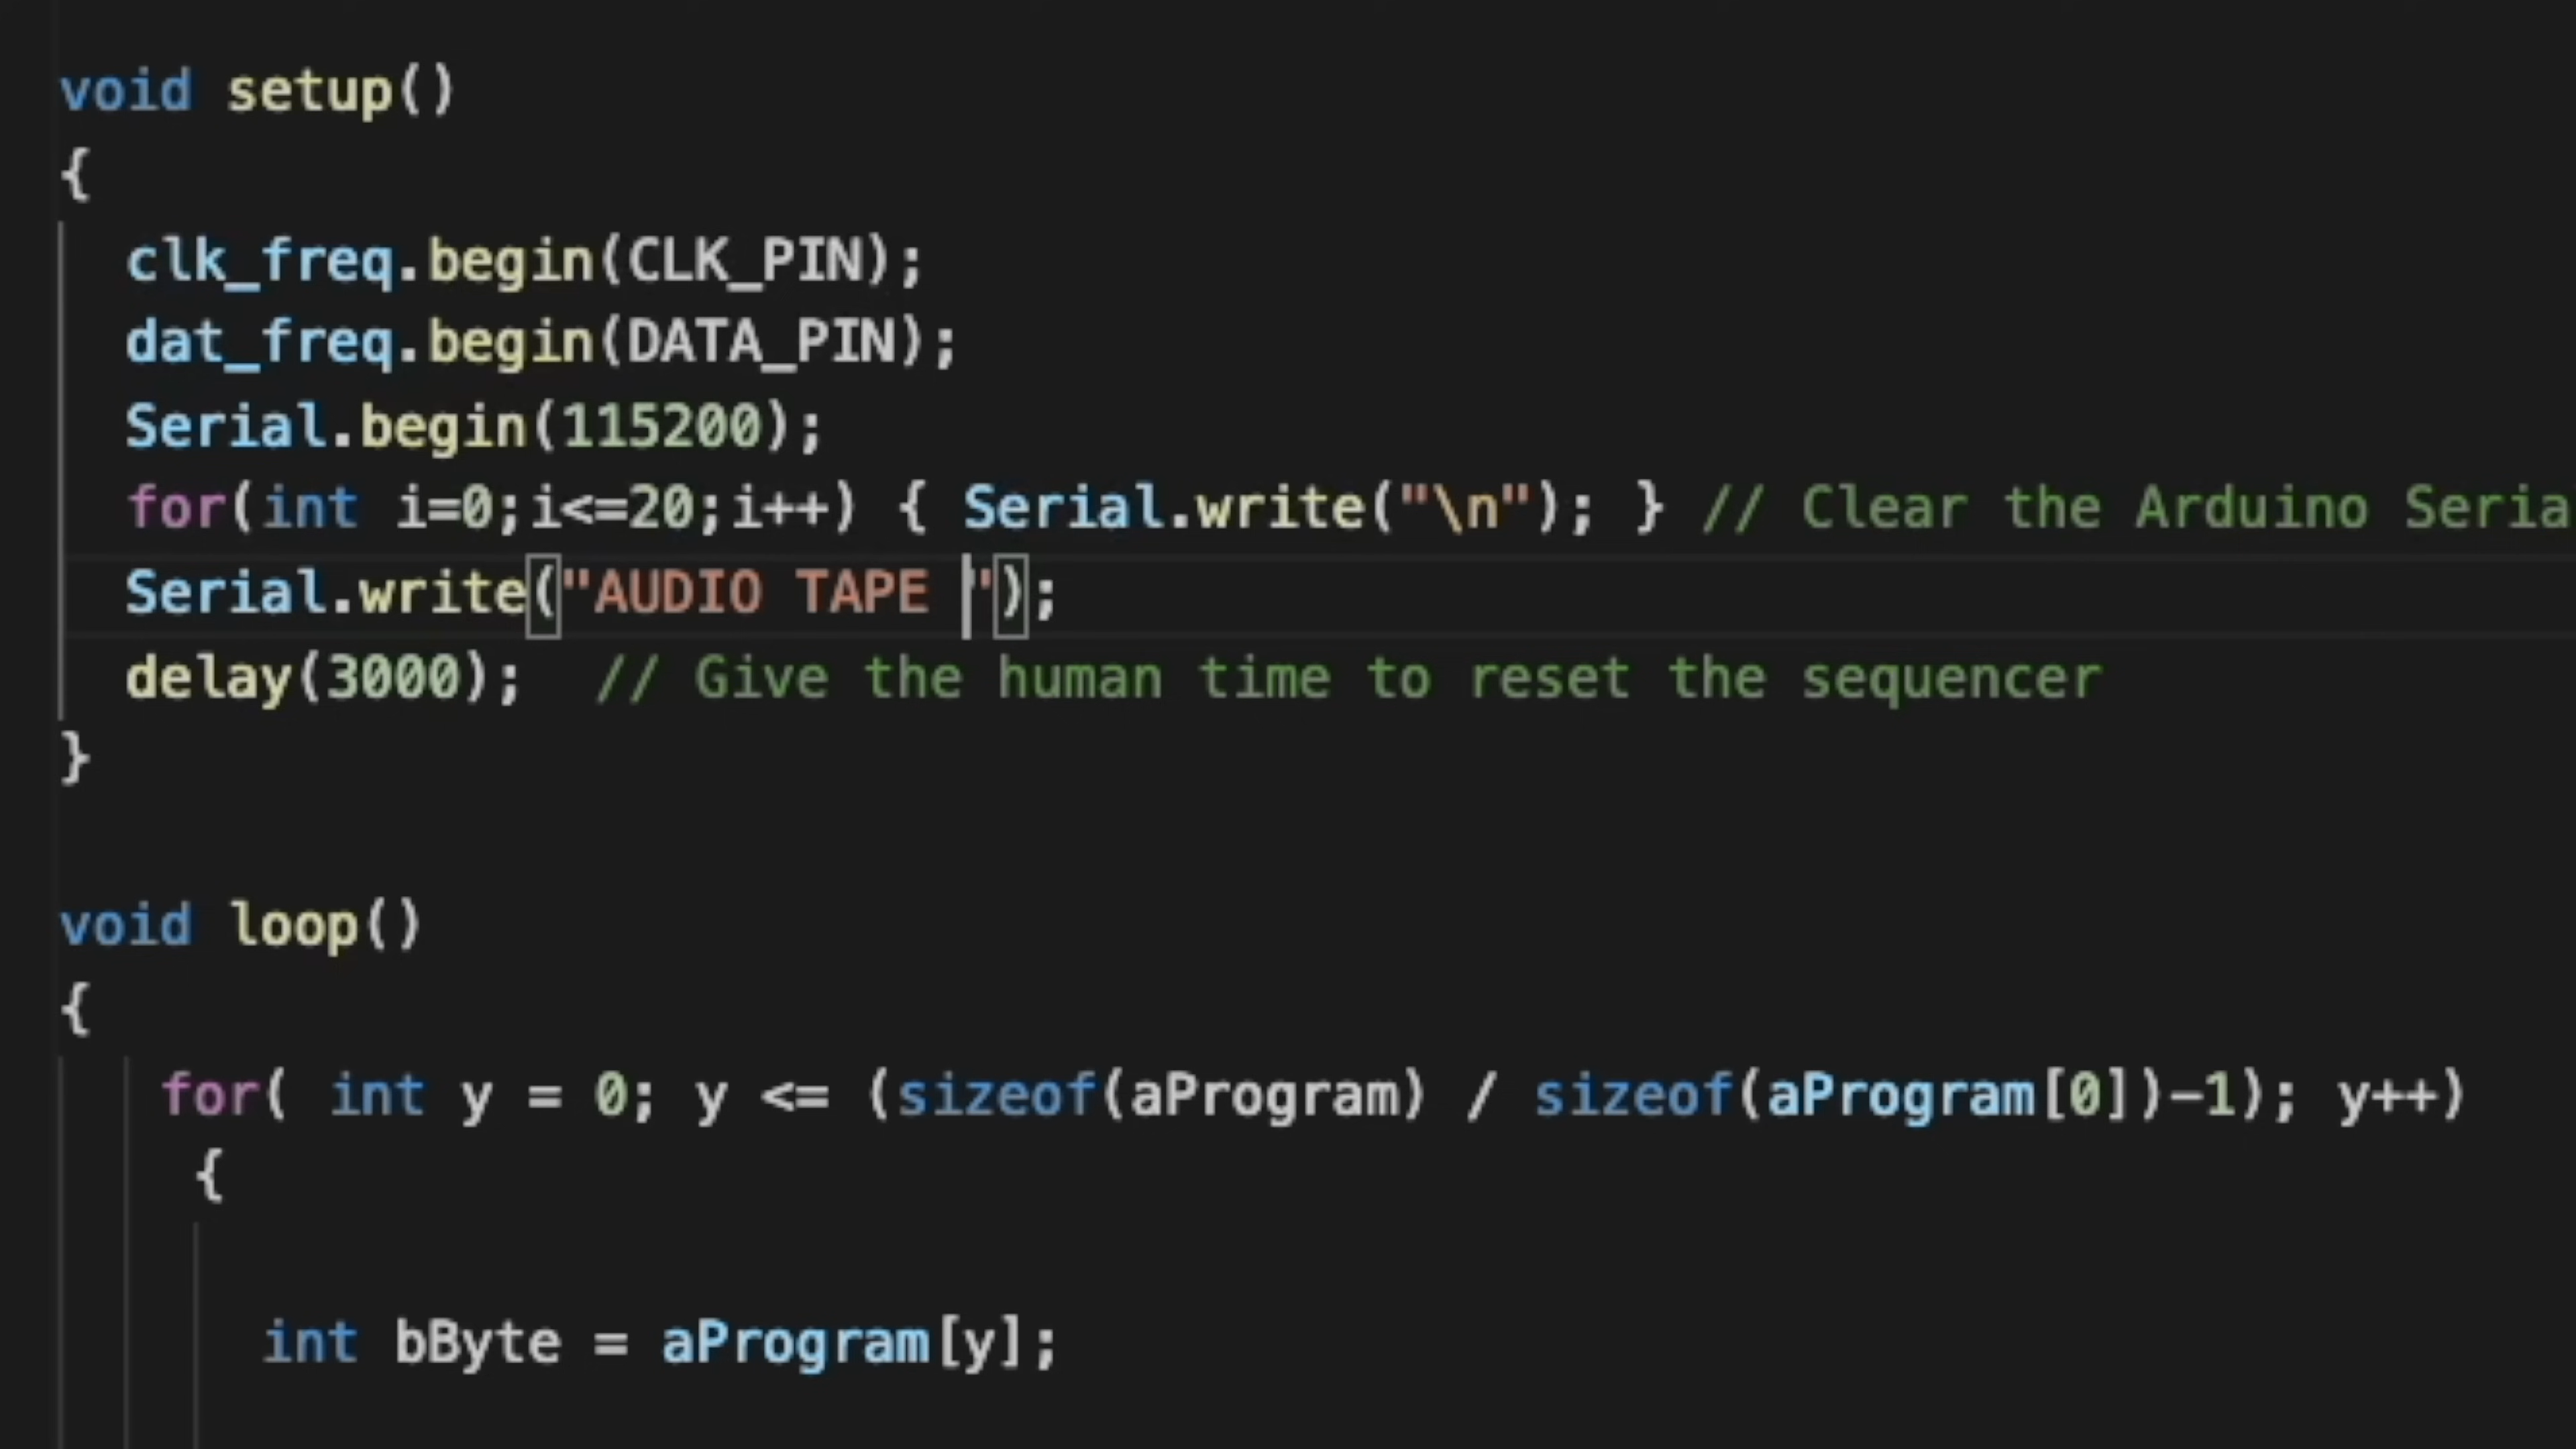 void setup()
{
clk_freq.begin(CLK_PIN);
dat_freq.begin(DATA_PIN);
Serial.begin(115200);
for(int i=0;i<=20;i++) { Serial.write("\n"); } // Clear the Arduino Seria
Serial.write("AUDIO TAPE ");
delay(3000);  // Give the human time to reset the sequencer
}
void loop()
{
for( int y = 0; y <= (sizeof(aProgram) / sizeof(aProgram[0])-1); y++)
{
int bByte = aProgram[y];